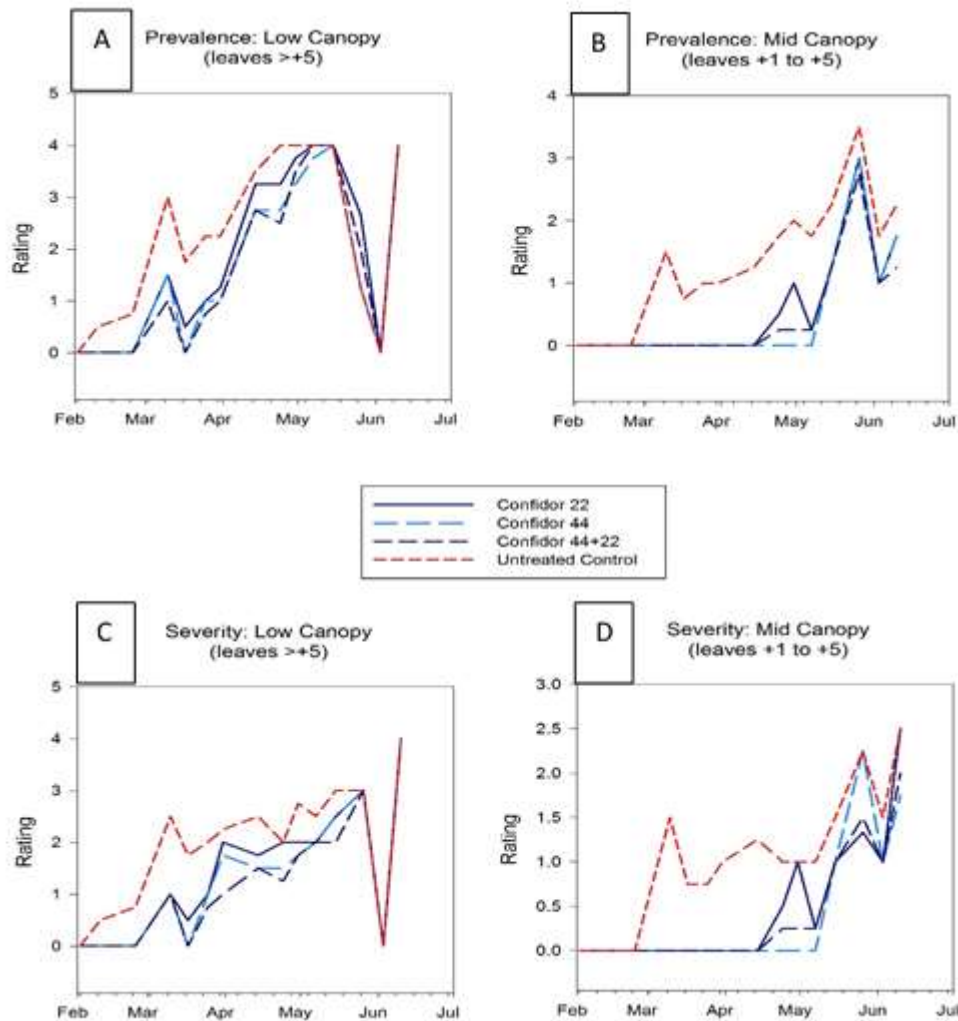 A
Prevalence: Low Canopy
(leaves >+5)
5
4
3
2
1
0
Rating
Feb Mar Apr May Jun Jul
B
Prevalence: Mid Canopy
(leaves +1 to +5)
4
3
2
1
0
Rating
Feb Mar Apr May Jun Jul
Confidor 22
Confidor 44
Confidor 44+22
Untreated Control
C
Severity: Low Canopy
(leaves >+5)
5
4
3
2
1
0
Rating
Feb Mar Apr May Jun Jul
D
Severity: Mid Canopy
(leaves +1 to +5)
3.0
2.5
2.0
1.5
1.0
0.5
0.0
Rating
Feb Mar Apr May Jun Jul